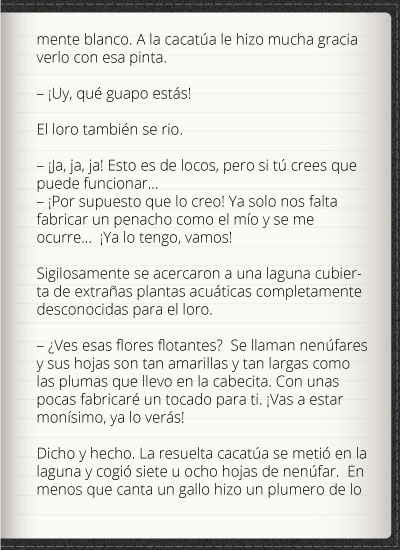 mente blanco. A la cacatúa le hizo mucha gracia
verlo con esa pinta.
– ¡Uy, qué guapo estás!
El loro también se rio.
– ¡Ja, ja, ja! Esto es de locos, pero si tú crees que
puede funcionar...
– ¡Por supuesto que lo creo! Ya solo nos falta
fabricar un penacho como el mío y se me
ocurre...  ¡Ya lo tengo, vamos!
Sigilosamente se acercaron a una laguna cubier-
ta de extrañas plantas acuáticas completamente
desconocidas para el loro.
– ¿Ves esas flores flotantes?  Se llaman nenúfares
y sus hojas son tan amarillas y tan largas como
las plumas que llevo en la cabecita. Con unas
pocas fabricaré un tocado para ti. ¡Vas a estar
monísimo, ya lo verás!
Dicho y hecho. La resuelta cacatúa se metió en la
laguna y cogió siete u ocho hojas de nenúfar.  En
menos que canta un gallo hizo un plumero de lo